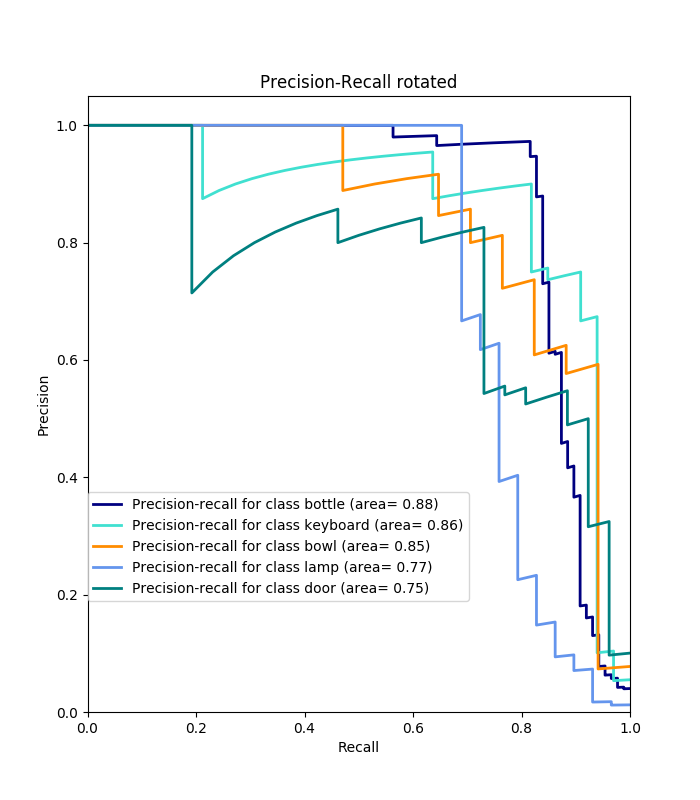 Precision-Recall rotated
1.0
0.8
0.6
0.4
0.2
0.0
Precision
Precision-recall for class bottle (area= 0.88)
Precision-recall for class keyboard (area= 0.86)
Precision-recall for class bowl (area= 0.85)
Precision-recall for class lamp (area= 0.77)
Precision-recall for class door (area= 0.75)
0.0 0.2 0.4 0.6 0.8 1.0
Recall